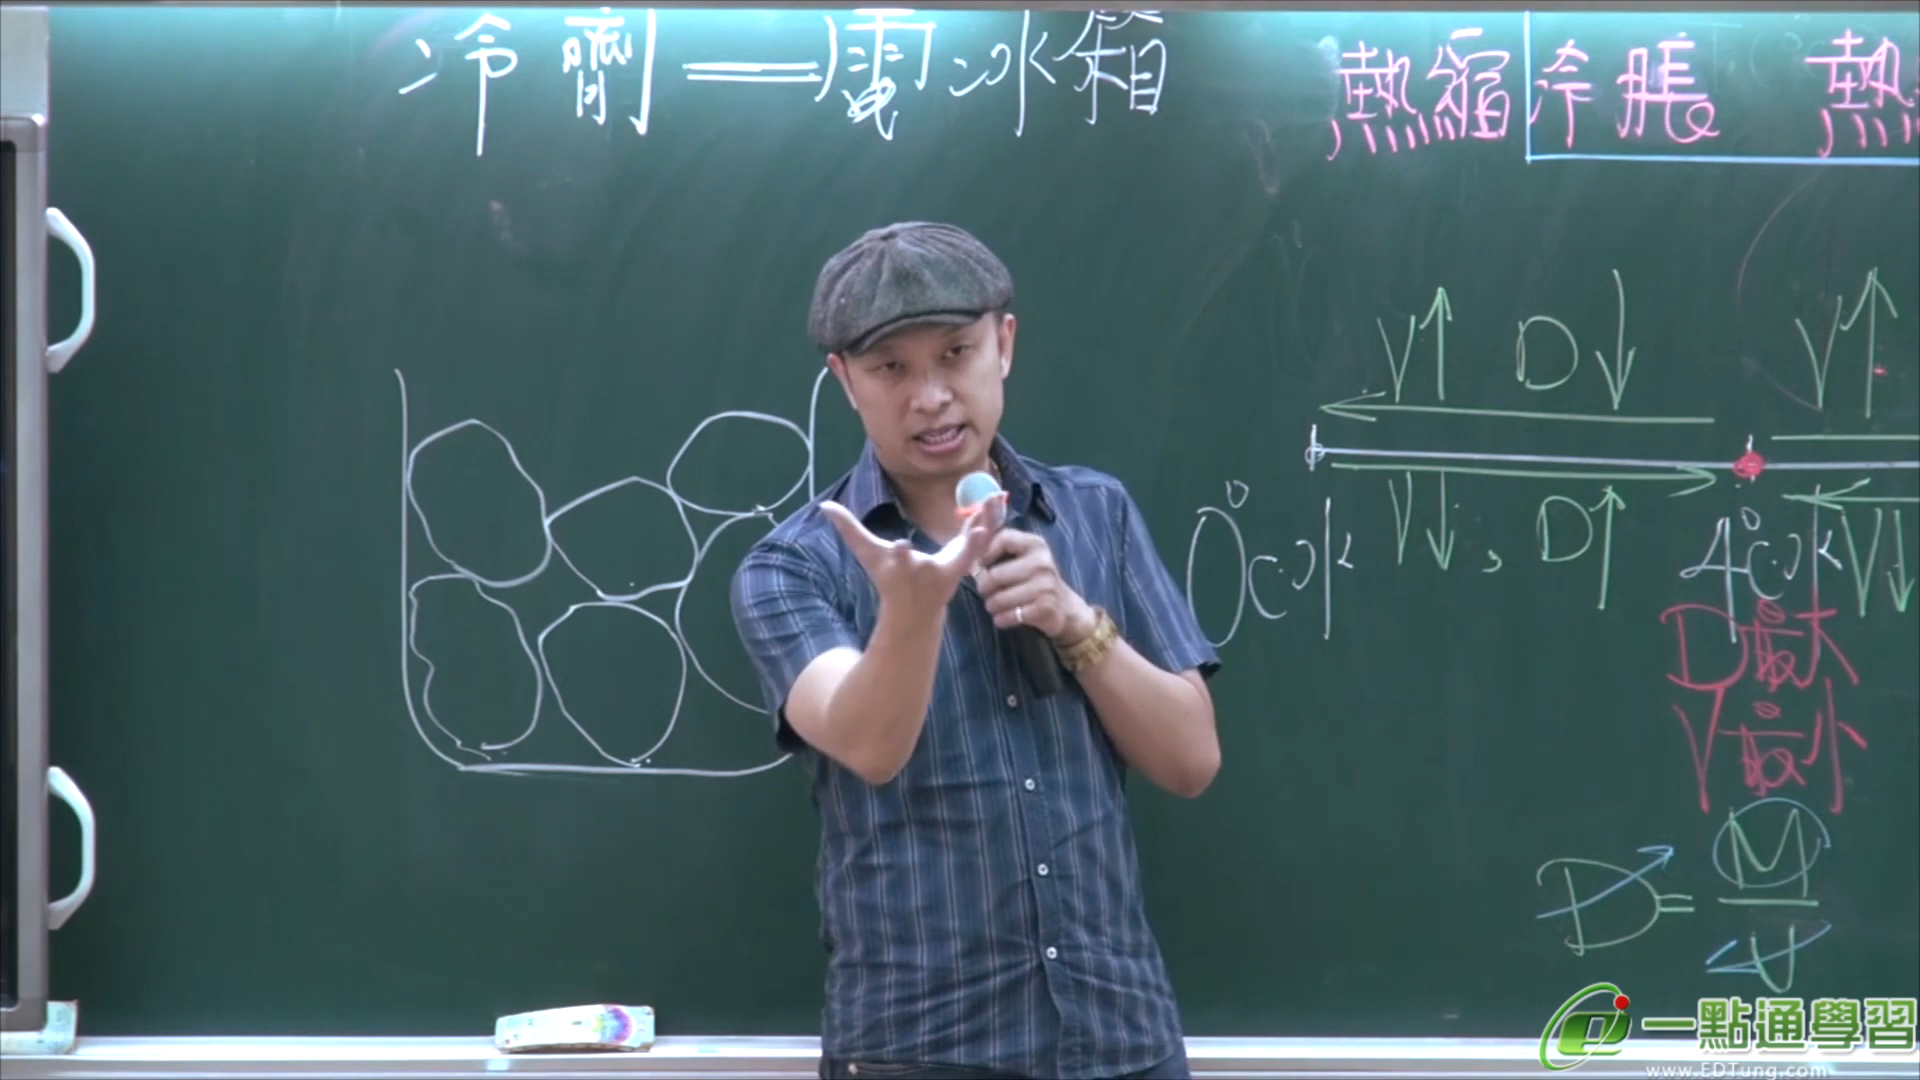 冷劑＝電冰箱
熱縮冷脹 熱
V↑ D↓ V↑
0°C水 V↓, D↑ 4°C水 V↓
D最大
V最小
D=M/V
一點通學習
www.EDTung.com